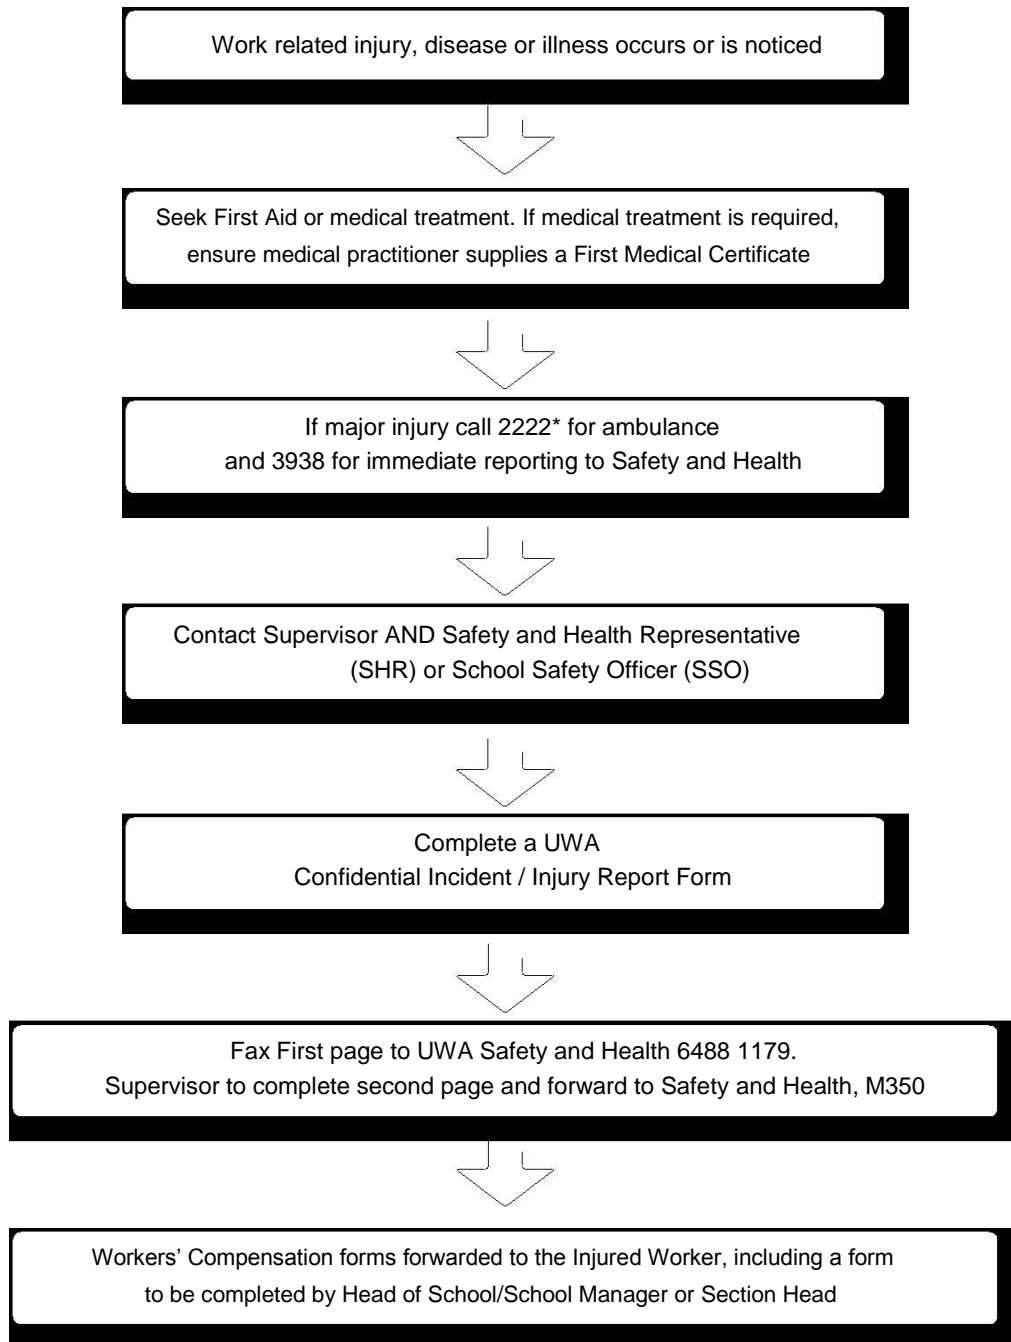 Work related injury, disease or illness occurs or is noticed
Seek First Aid or medical treatment. If medical treatment is required,
ensure medical practitioner supplies a First Medical Certificate
If major injury call 2222* for ambulance
and 3938 for immediate reporting to Safety and Health
Contact Supervisor AND Safety and Health Representative
(SHR) or School Safety Officer (SSO)
Complete a UWA
Confidential Incident / Injury Report Form
Fax First page to UWA Safety and Health 6488 1179.
Supervisor to complete second page and forward to Safety and Health, M350
Workers’ Compensation forms forwarded to the Injured Worker, including a form
to be completed by Head of School/School Manager or Section Head